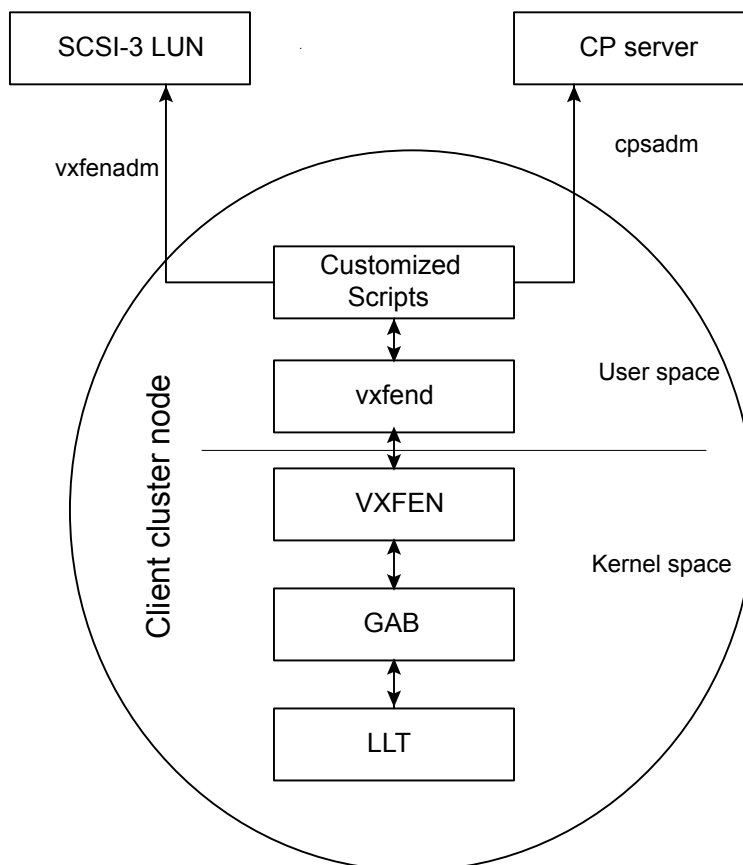 SCSI-3 LUN
CP server
vxfenadm
cpsadm
Customized
Scripts
User space
vxfend
Client cluster node
VXFEN
Kernel space
GAB
LLT